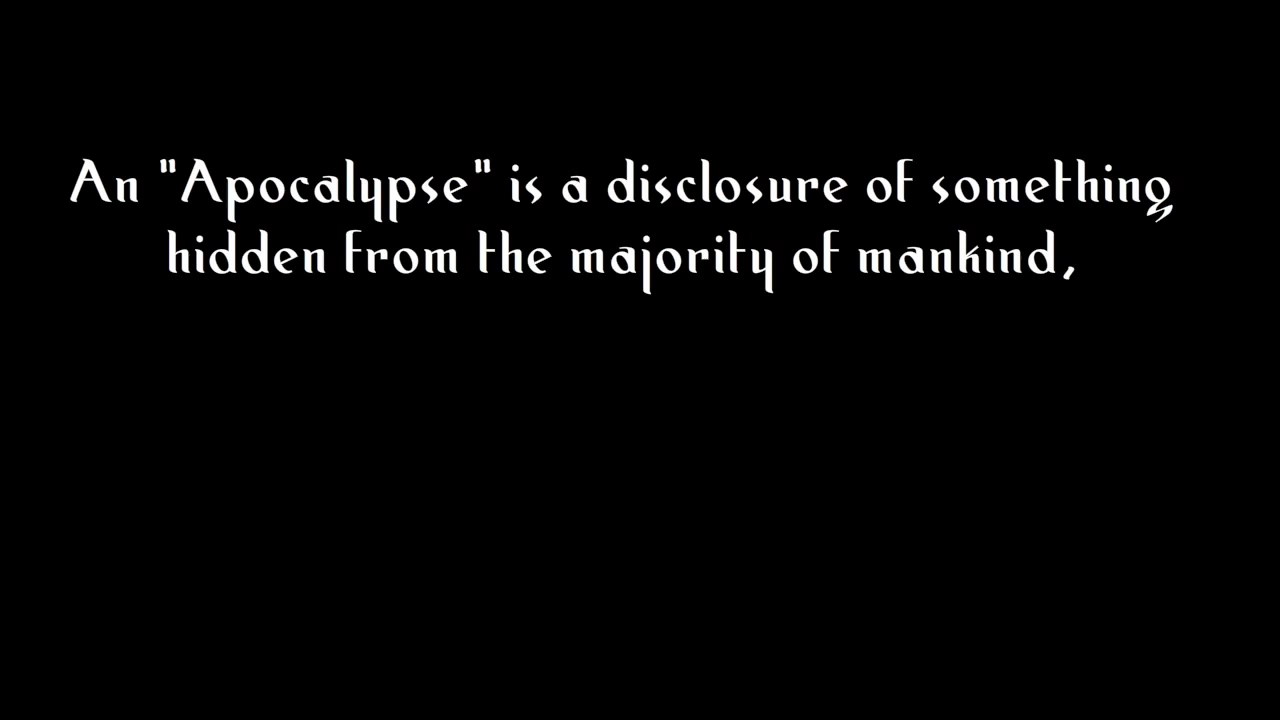 An "Apocalypse" is a disclosure of something
hidden from the majority of mankind,